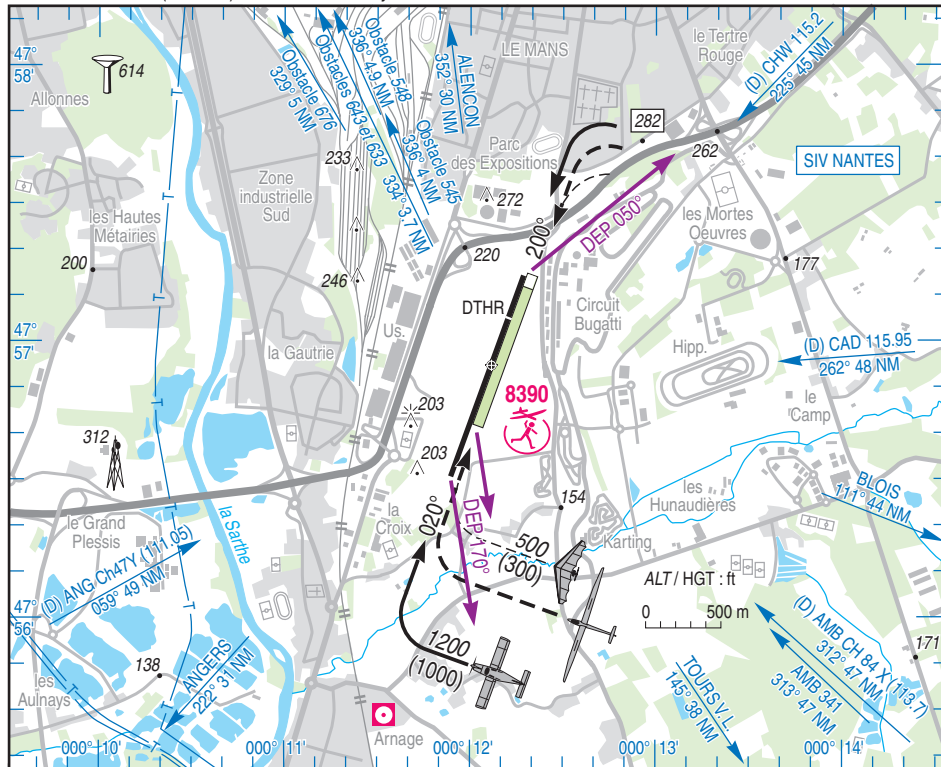 47°
58'
614
Allonnes
Obstacle 676
329° 5 NM
Obstacles 643 et 633
334° 3.7 NM
Obstacle 548
336° 4.9 NM
Obstacle 545
336° 4 NM
ALENCON
352° 30 NM
LE MANS
le Tertre
Rouge
(D) CHW 115.2
225° 45 NM
282
262
SIV NANTES
Parc
des Expositions
233
272
Zone
industrielle
Sud
les Hautes
Métairies
200
246
220
200°
DEP 050°
les Mortes
Oeuvres
177
DTHR
Us.
Circuit
Bugatti
47°
57'
la Gautrie
Hipp.
(D) CAD 115.95
262° 48 NM
le
Camp
8390
203
203
312
le Grand
Plessis
la Sarthe
la
Croix
020°
DEP 170°
154
Karting
les
Hunaudières
BLOIS
111° 44 NM
500
(300)
ALT / HGT : ft
0 500 m
(D) ANG Ch47Y (111.05)
059° 49 NM
47°
56'
1200
(1000)
(D) AMB CH 84 X (113.7)
312° 47 NM
AMB 341
313° 47 NM
171
138
les
Aulnays
ANGERS
222° 31 NM
TOURS V. L.
145° 38 NM
Arnage
000° 10'
000° 11'
000° 12'
000° 13'
000° 14'